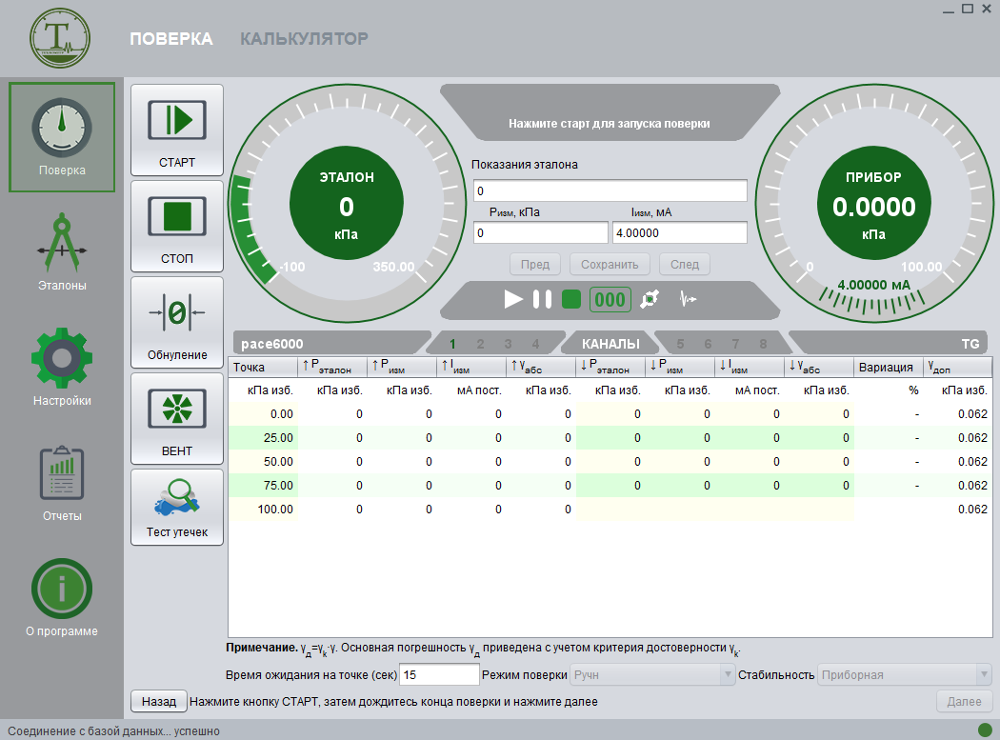 T
ПОВЕРКА КАЛЬКУЛЯТОР
Поверка
Эталоны
Настройки
Отчеты
О программе
СТАРТ
СТОП
0
Обнуление
ВЕНТ
Тест утечек
ЭТАЛОН
0
кПа
-100 350.00
Нажмите старт для запуска поверки
Показания эталона
0
Pизм, кПа Iизм, мА
0 4.00000
Пред Сохранить След
000
ПРИБОР
0.0000
кПа
0 100.00
4.00000 мА
pace6000 1 2 3 4 КАНАЛЫ 5 6 7 8 TG
Точка ↑ Pэталон ↑ Pизм ↑ Iизм ↑ γабс ↓ Pэталон ↓ Pизм ↓ Iизм ↓ γабс Вариация γдоп
кПа изб. кПа изб. кПа изб. мА пост. кПа изб. кПа изб. кПа изб. мА пост. кПа изб. % кПа изб.
0.00 0 0 0 0 0 0 0 0 - 0.062
25.00 0 0 0 0 0 0 0 0 - 0.062
50.00 0 0 0 0 0 0 0 0 - 0.062
75.00 0 0 0 0 0 0 0 0 - 0.062
100.00 0 0 0 0 0.062
Примечание. γд=γk·γ. Основная погрешность γд приведена с учетом критерия достоверности γk.
Время ожидания на точке (сек) 15 Режим поверки Ручн Стабильность Приборная
Назад Нажмите кнопку СТАРТ, затем дождитесь конца поверки и нажмите далее Далее
Соединение с базой данных... успешно